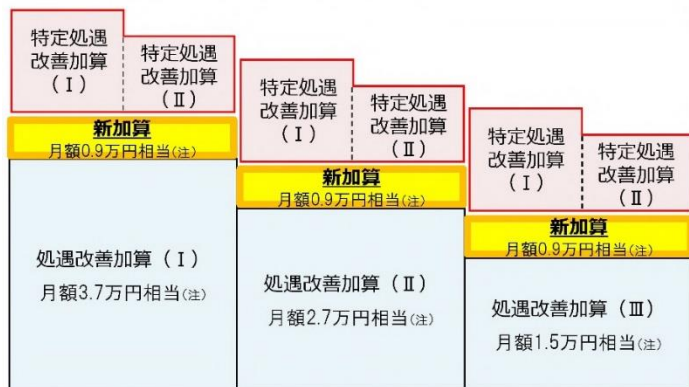 特定処遇
改善加算
(Ⅰ)
特定処遇
改善加算
(Ⅱ)
新加算
月額0.9万円相当(注)
処遇改善加算(Ⅰ)
月額3.7万円相当(注)
特定処遇
改善加算
(Ⅰ)
特定処遇
改善加算
(Ⅱ)
新加算
月額0.9万円相当(注)
処遇改善加算(Ⅱ)
月額2.7万円相当(注)
特定処遇
改善加算
(Ⅰ)
特定処遇
改善加算
(Ⅱ)
新加算
月額0.9万円相当(注)
処遇改善加算(Ⅲ)
月額1.5万円相当(注)